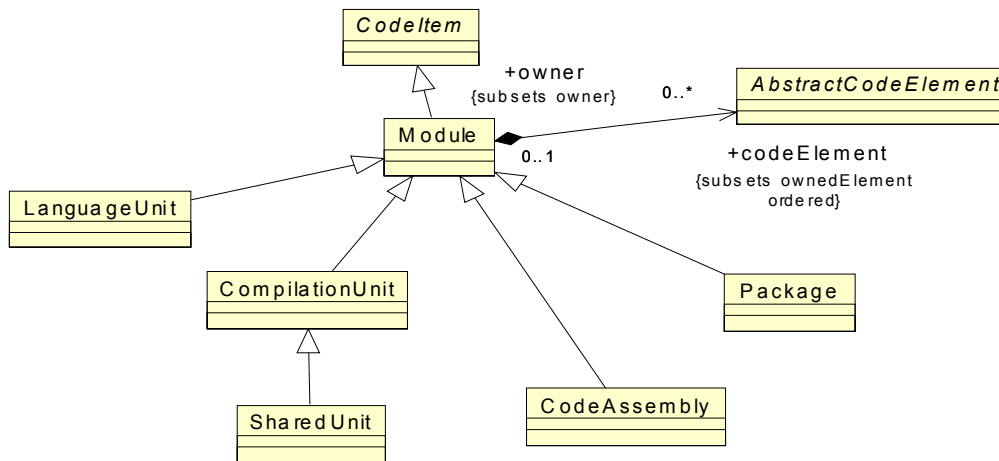 CodeItem
+owner
{subsets owner}
0..*
AbstractCodeElement
Module
0..1
+codeElement
{subsets ownedElement
ordered}
LanguageUnit
CompilationUnit
Package
CodeAssembly
SharedUnit